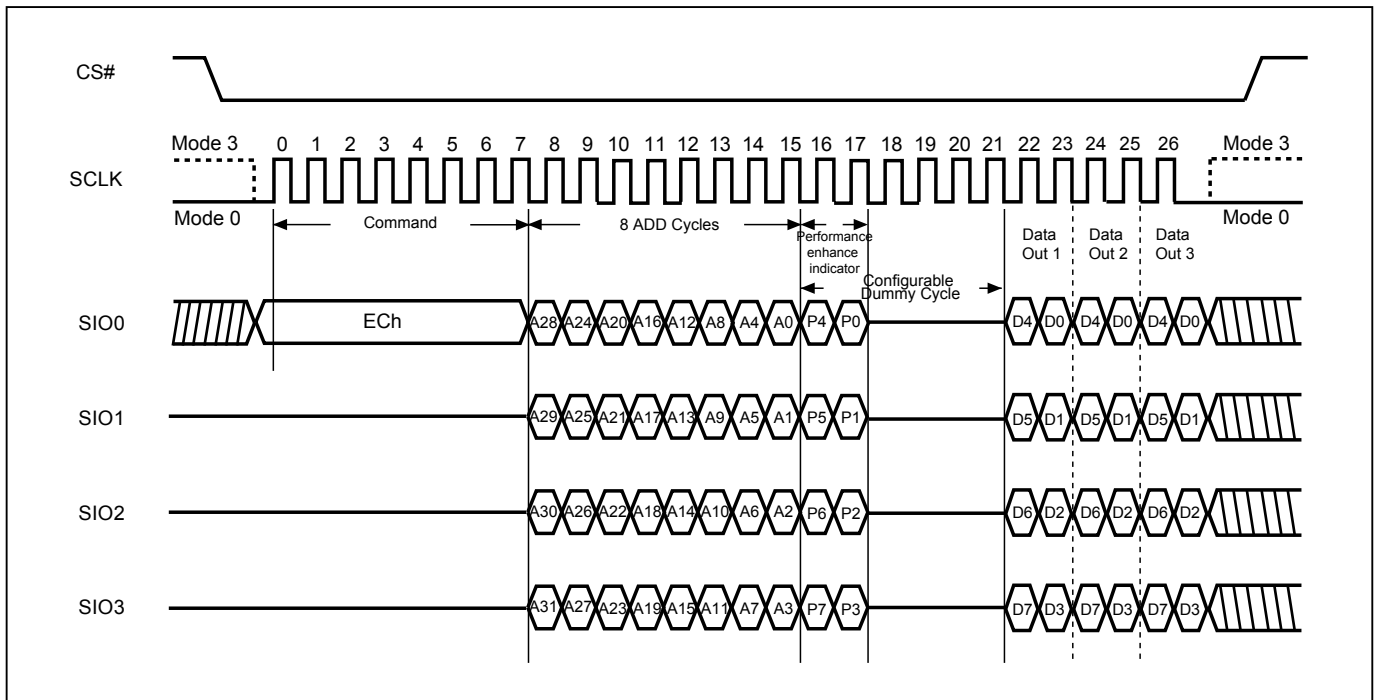 CS#
Mode 3 0 1 2 3 4 5 6 7 8 9 10 11 12 13 14 15 16 17 18 19 20 21 22 23 24 25 26 Mode 3
SCLK
Mode 0 Command 8 ADD Cycles Mode 0
Performance
enhance
indicator
Data
Out 1
Data
Out 2
Data
Out 3
Configurable
Dummy Cycle
SIO0 ECh A28 A24 A20 A16 A12 A8 A4 A0 P4 P0 D4 D0 D4 D0 D4 D0
SIO1 A29 A25 A21 A17 A13 A9 A5 A1 P5 P1 D5 D1 D5 D1 D5 D1
SIO2 A30 A26 A22 A18 A14 A10 A6 A2 P6 P2 D6 D2 D6 D2 D6 D2
SIO3 A31 A27 A23 A19 A15 A11 A7 A3 P7 P3 D7 D3 D7 D3 D7 D3